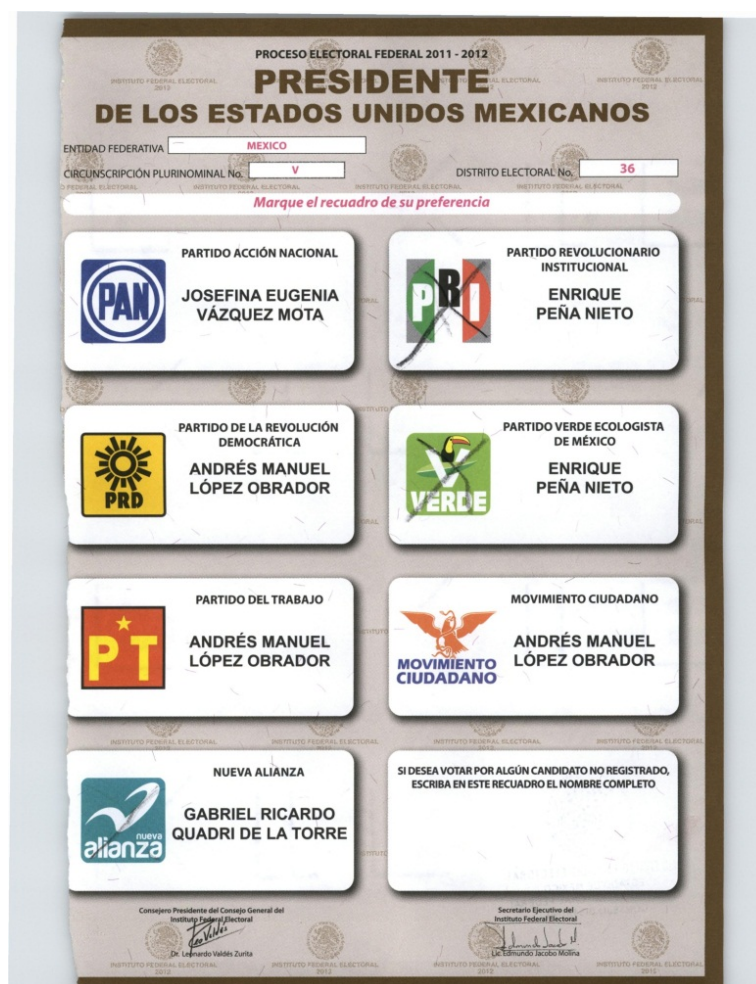 PROCESO ELECTORAL FEDERAL 2011 - 2012
PRESIDENTE
DE LOS ESTADOS UNIDOS MEXICANOS
ENTIDAD FEDERATIVA MEXICO
CIRCUNSCRIPCIÓN PLURINOMINAL No. V
DISTRITO ELECTORAL No. 36
Marque el recuadro de su preferencia
PAN
PARTIDO ACCIÓN NACIONAL
JOSEFINA EUGENIA
VÁZQUEZ MOTA
PRI
PARTIDO REVOLUCIONARIO
INSTITUCIONAL
ENRIQUE
PEÑA NIETO
PRD
PARTIDO DE LA REVOLUCIÓN
DEMOCRÁTICA
ANDRÉS MANUEL
LÓPEZ OBRADOR
VERDE
PARTIDO VERDE ECOLOGISTA
DE MÉXICO
ENRIQUE
PEÑA NIETO
PT
PARTIDO DEL TRABAJO
ANDRÉS MANUEL
LÓPEZ OBRADOR
MOVIMIENTO
CIUDADANO
MOVIMIENTO CIUDADANO
ANDRÉS MANUEL
LÓPEZ OBRADOR
nueva
alianza
NUEVA ALIANZA
GABRIEL RICARDO
QUADRI DE LA TORRE
SI DESEA VOTAR POR ALGÚN CANDIDATO NO REGISTRADO,
ESCRIBA EN ESTE RECUADRO EL NOMBRE COMPLETO
Consejero Presidente del Consejo General del
Instituto Federal Electoral
Dr. Leonardo Valdés Zurita
Secretario Ejecutivo del
Instituto Federal Electoral
Lic. Edmundo Jacobo Molina
INSTITUTO FEDERAL ELECTORAL
2012